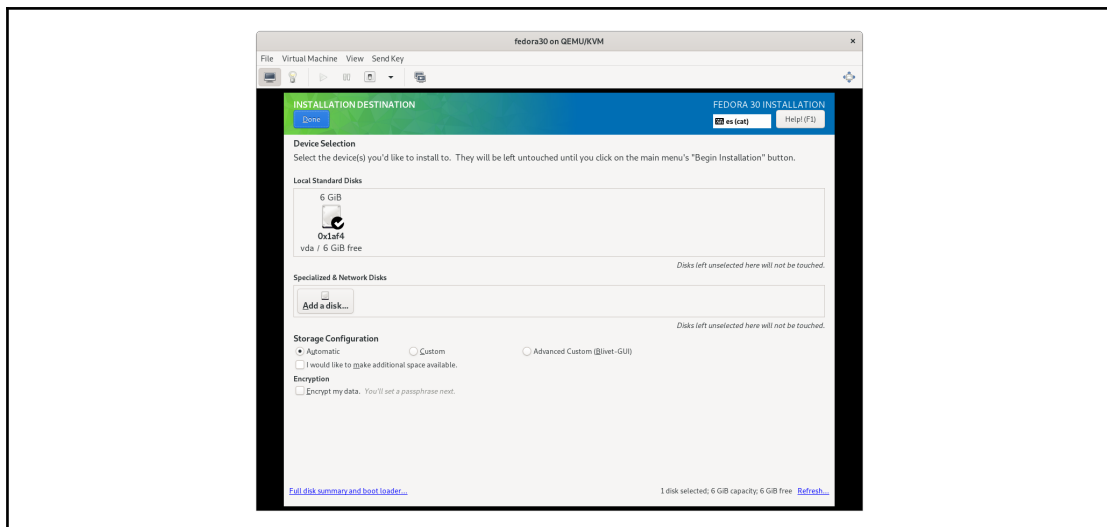 fedora30 on QEMU/KVM ×
File Virtual Machine View Send Key
INSTALLATION DESTINATION FEDORA 30 INSTALLATION
Done es (cat) Help! (F1)
Device Selection
Select the device(s) you'd like to install to. They will be left untouched until you click on the main menu's "Begin Installation" button.
Local Standard Disks
6 GiB
0x1af4
vda / 6 GiB free
Disks left unselected here will not be touched.
Specialized & Network Disks
Add a disk...
Disks left unselected here will not be touched.
Storage Configuration
Automatic Custom Advanced Custom (Blivet-GUI)
I would like to make additional space available.
Encryption
Encrypt my data. You'll set a passphrase next.
Full disk summary and boot loader... 1 disk selected; 6 GiB capacity; 6 GiB free Refresh...